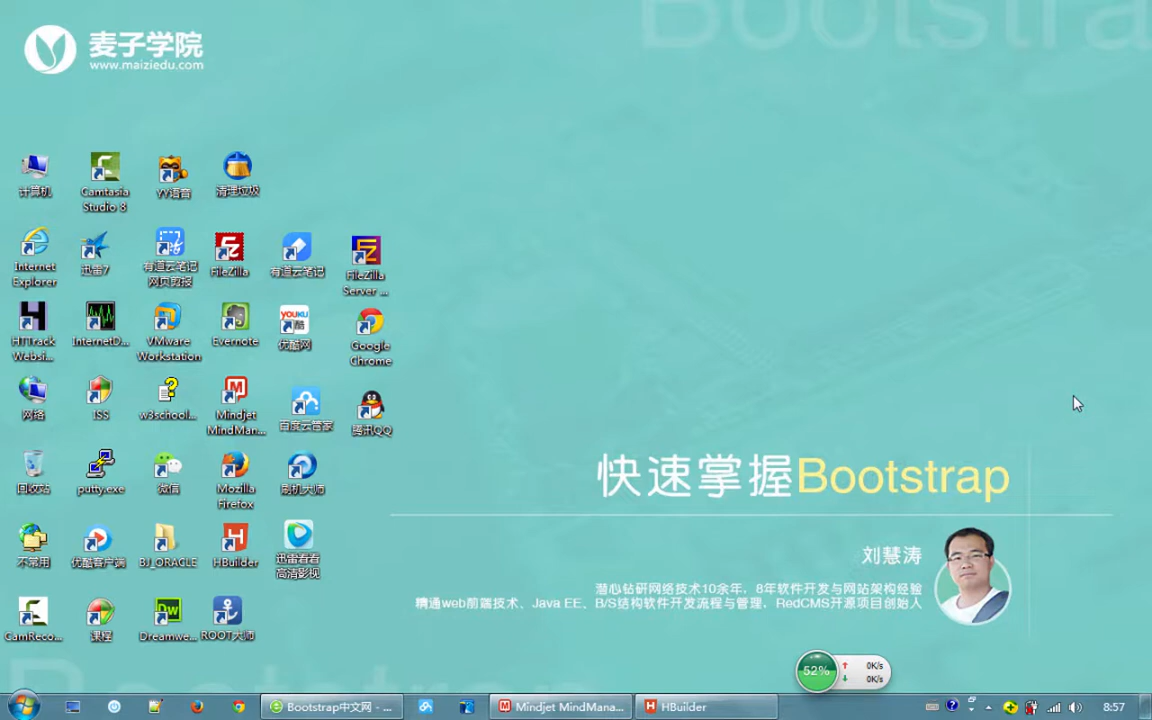 Bootstra
麦子学院
www.maiziedu.com
计算机
Camtasia
Studio 8
YY语音
清理垃圾
Internet
Explorer
迅雷7
有道云笔记
网页剪报
FileZilla
有道云笔记
FileZilla
Server ...
HTTrack
Websi...
InternetD...
VMware
Workstation
Evernote
YOUKU
酷
优酷网
Google
Chrome
网络
ISS
w3school...
Mindjet
MindMan...
百度云管家
腾讯QQ
回收站
putty.exe
微信
Mozilla
Firefox
刷机大师
不常用
优酷客户端
BJ_ORACLE
HBuilder
迅雷看看
高清影视
CamReco...
课程
Dreamwe...
ROOT大师
快速掌握Bootstrap
刘慧涛
潜心钻研网络技术10余年，8年软件开发与网站架构经验
精通web前端技术、Java EE、B/S结构软件开发流程与管理，RedCMS开源项目创始人
52%
0K/s
0K/s
Bootstrap中文网 - ...
Mindjet MindMana...
HBuilder
8:57